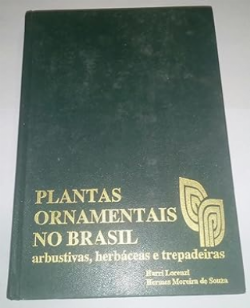 PLANTAS
ORNAMENTAIS
NO BRASIL
arbustivas, herbáceas e trepadeiras
Harri Lorenzi
Hermes Moreira de Souza